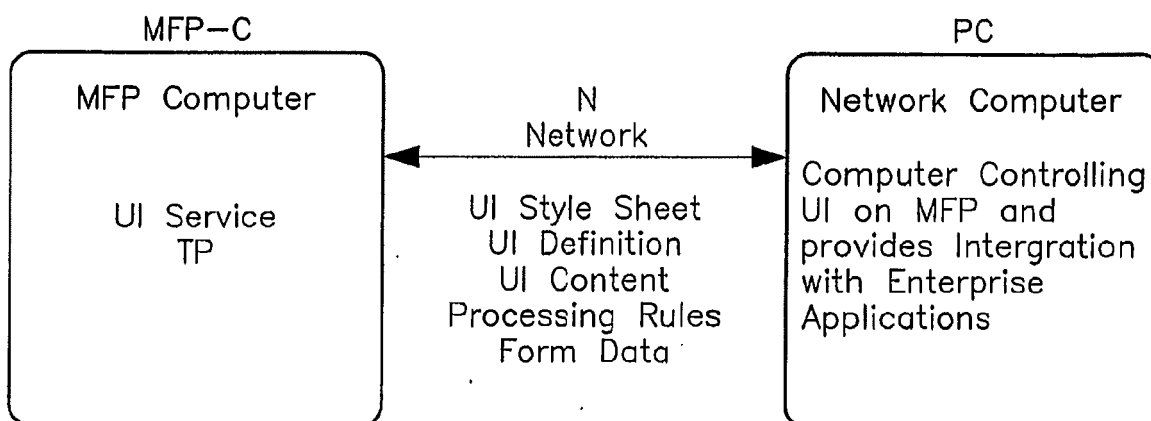 MFP-C
MFP Computer
UI Service
TP
N
Network
UI Style Sheet
UI Definition
UI Content
Processing Rules
Form Data
PC
Network Computer
Computer Controlling
UI on MFP and
provides Intergration
with Enterprise
Applications